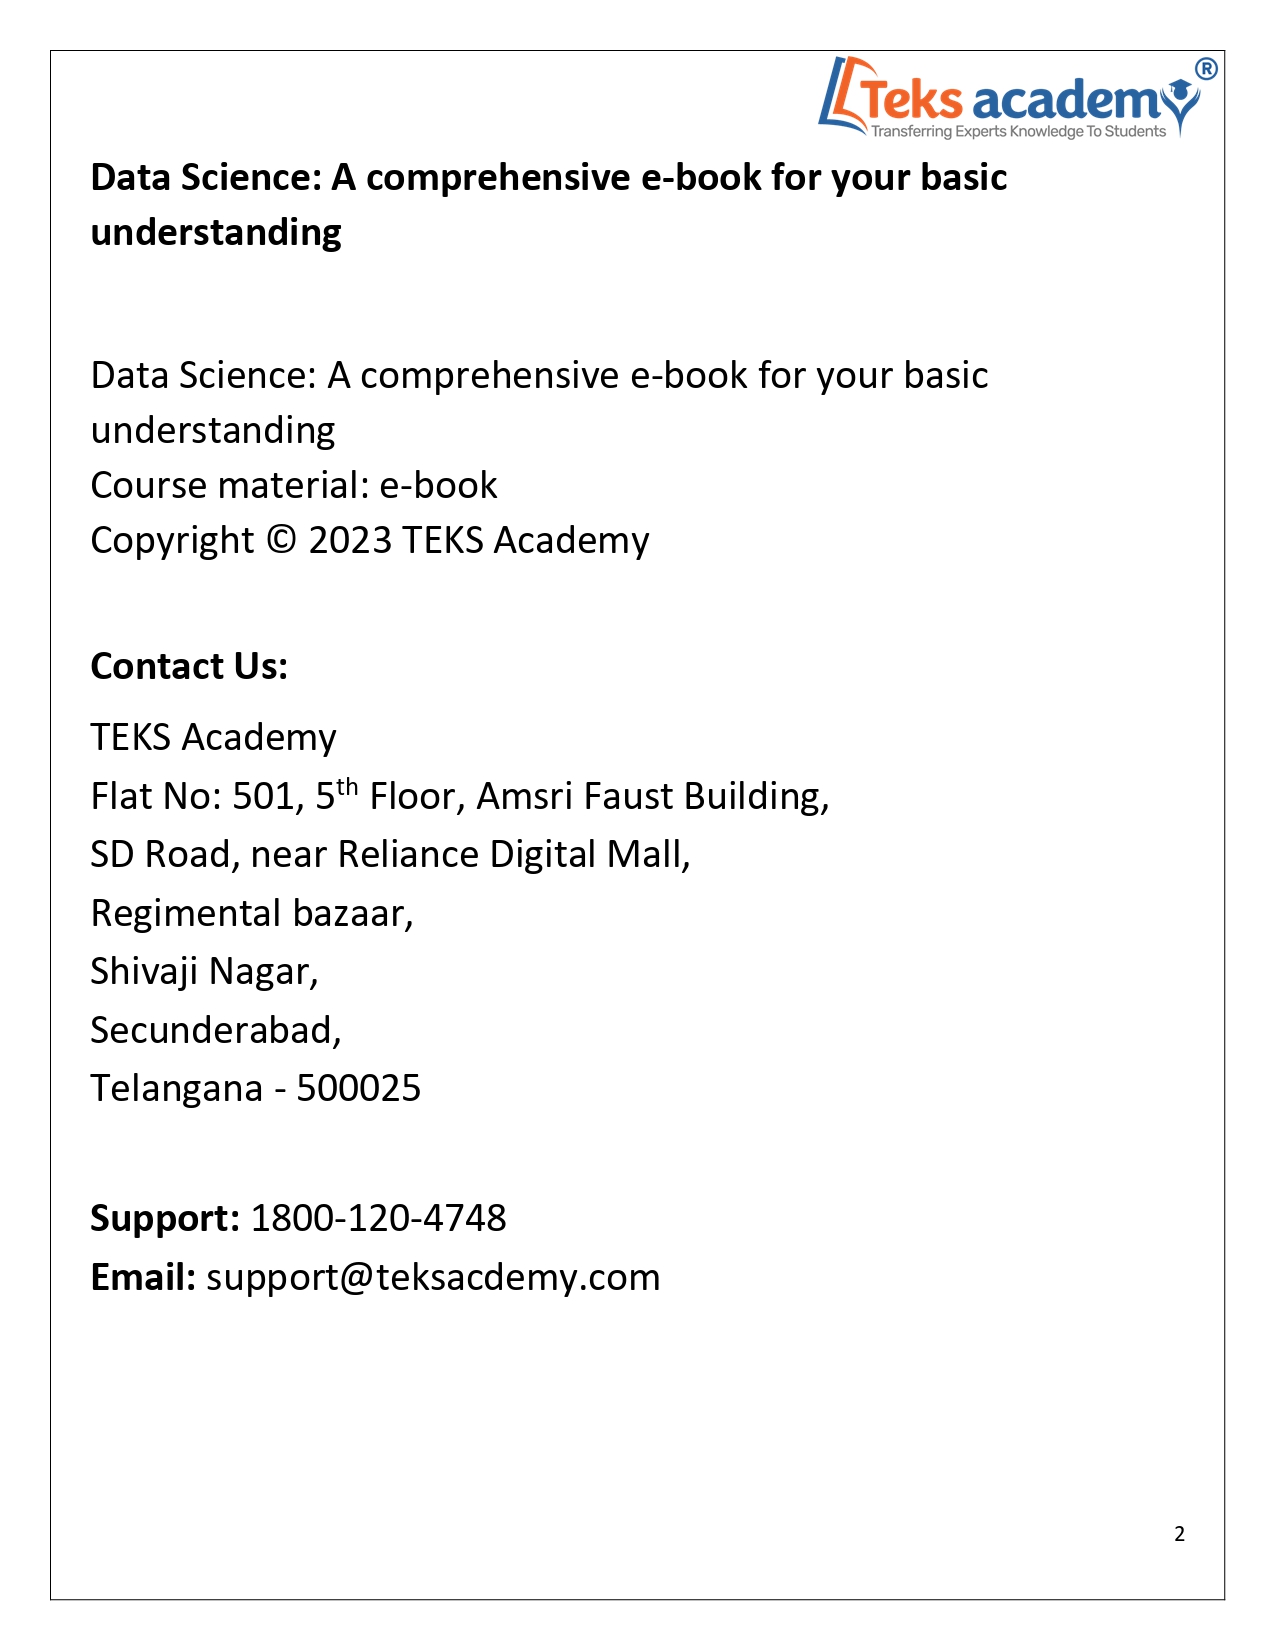 Teks academy ®
Transferring Experts Knowledge To Students
Data Science: A comprehensive e-book for your basic
understanding
Data Science: A comprehensive e-book for your basic
understanding
Course material: e-book
Copyright © 2023 TEKS Academy
Contact Us:
TEKS Academy
Flat No: 501, 5th Floor, Amsri Faust Building,
SD Road, near Reliance Digital Mall,
Regimental bazaar,
Shivaji Nagar,
Secunderabad,
Telangana - 500025
Support: 1800-120-4748
Email: support@teksacdemy.com
2